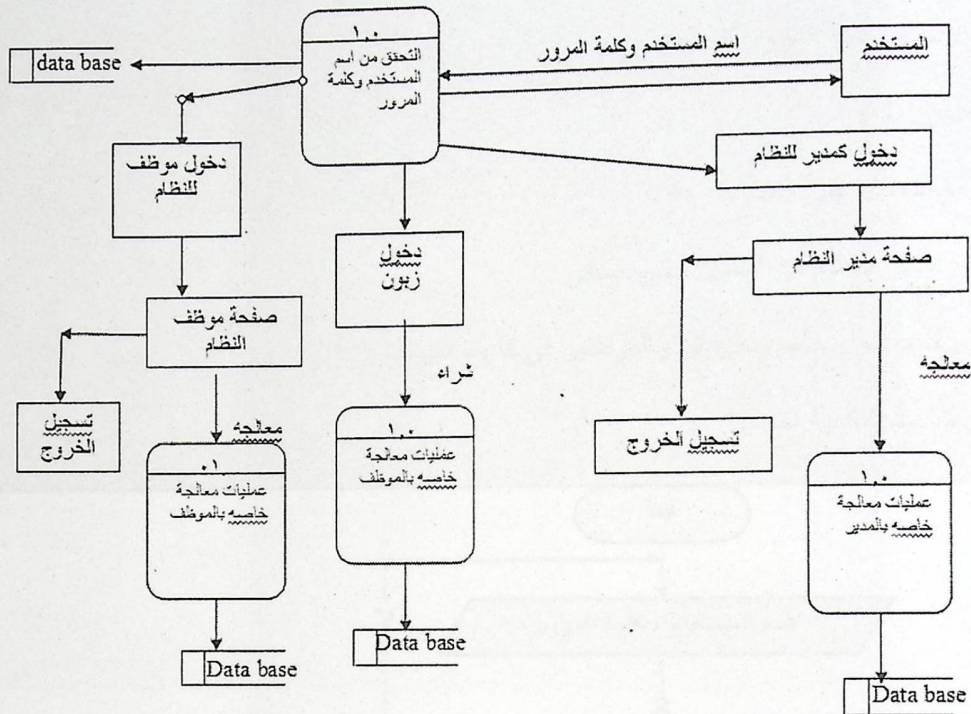 ١,٠
التحقق من اسم
المستخدم وكلمة
المرور
المستخدم
اسم المستخدم وكلمة المرور
data base
دخول موظف
للنظام
دخول
زبون
دخول كمدير للنظام
صفحة مدير النظام
صفحة موظف
النظام
معالجه
شراء
تسجيل
الخروج
معالجه
تسجيل الخروج
٠١
عمليات معالجة
خاصه بالموظف
١,٠
عمليات معالجة
خاصه بالموظف
١,٠
عمليات معالجة
خاصه بالمدير
Data base
Data base
Data base